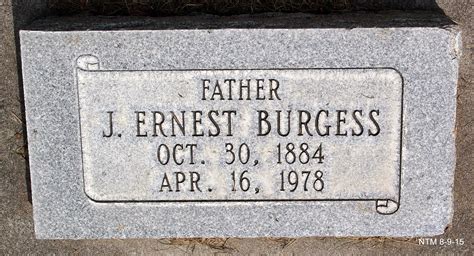 FATHER
J. ERNEST BURGESS
OCT. 30, 1884
APR. 16, 1978
NTM 8-9-15